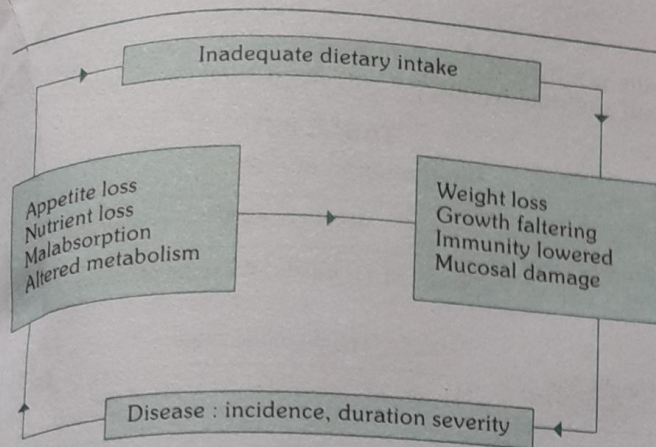 Inadequate dietary intake
Appetite loss
Nutrient loss
Malabsorption
Altered metabolism
Weight loss
Growth faltering
Immunity lowered
Mucosal damage
Disease : incidence, duration severity